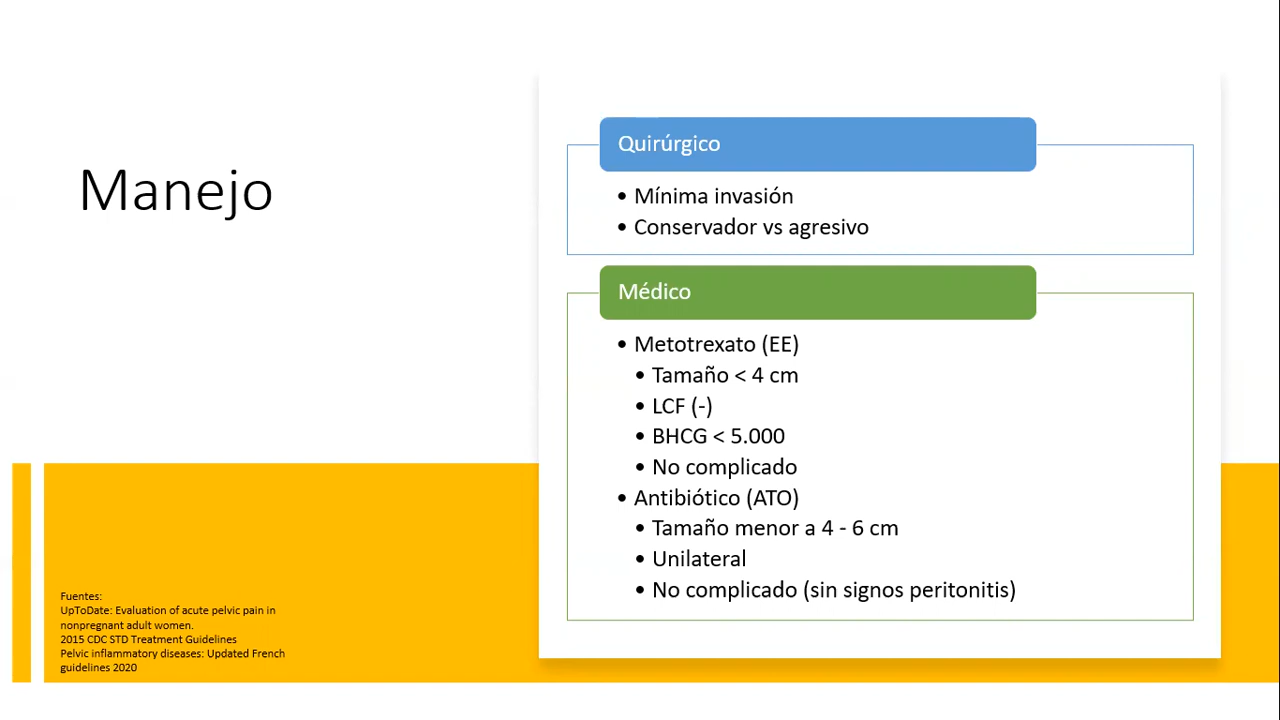 Manejo
Quirúrgico
• Mínima invasión
• Conservador vs agresivo
Médico
• Metotrexato (EE)
• Tamaño < 4 cm
• LCF (-)
• BHCG < 5.000
• No complicado
• Antibiótico (ATO)
• Tamaño menor a 4 - 6 cm
• Unilateral
• No complicado (sin signos peritonitis)
Fuentes:
UpToDate: Evaluation of acute pelvic pain in
nonpregnant adult women.
2015 CDC STD Treatment Guidelines
Pelvic inflammatory diseases: Updated French
guidelines 2020